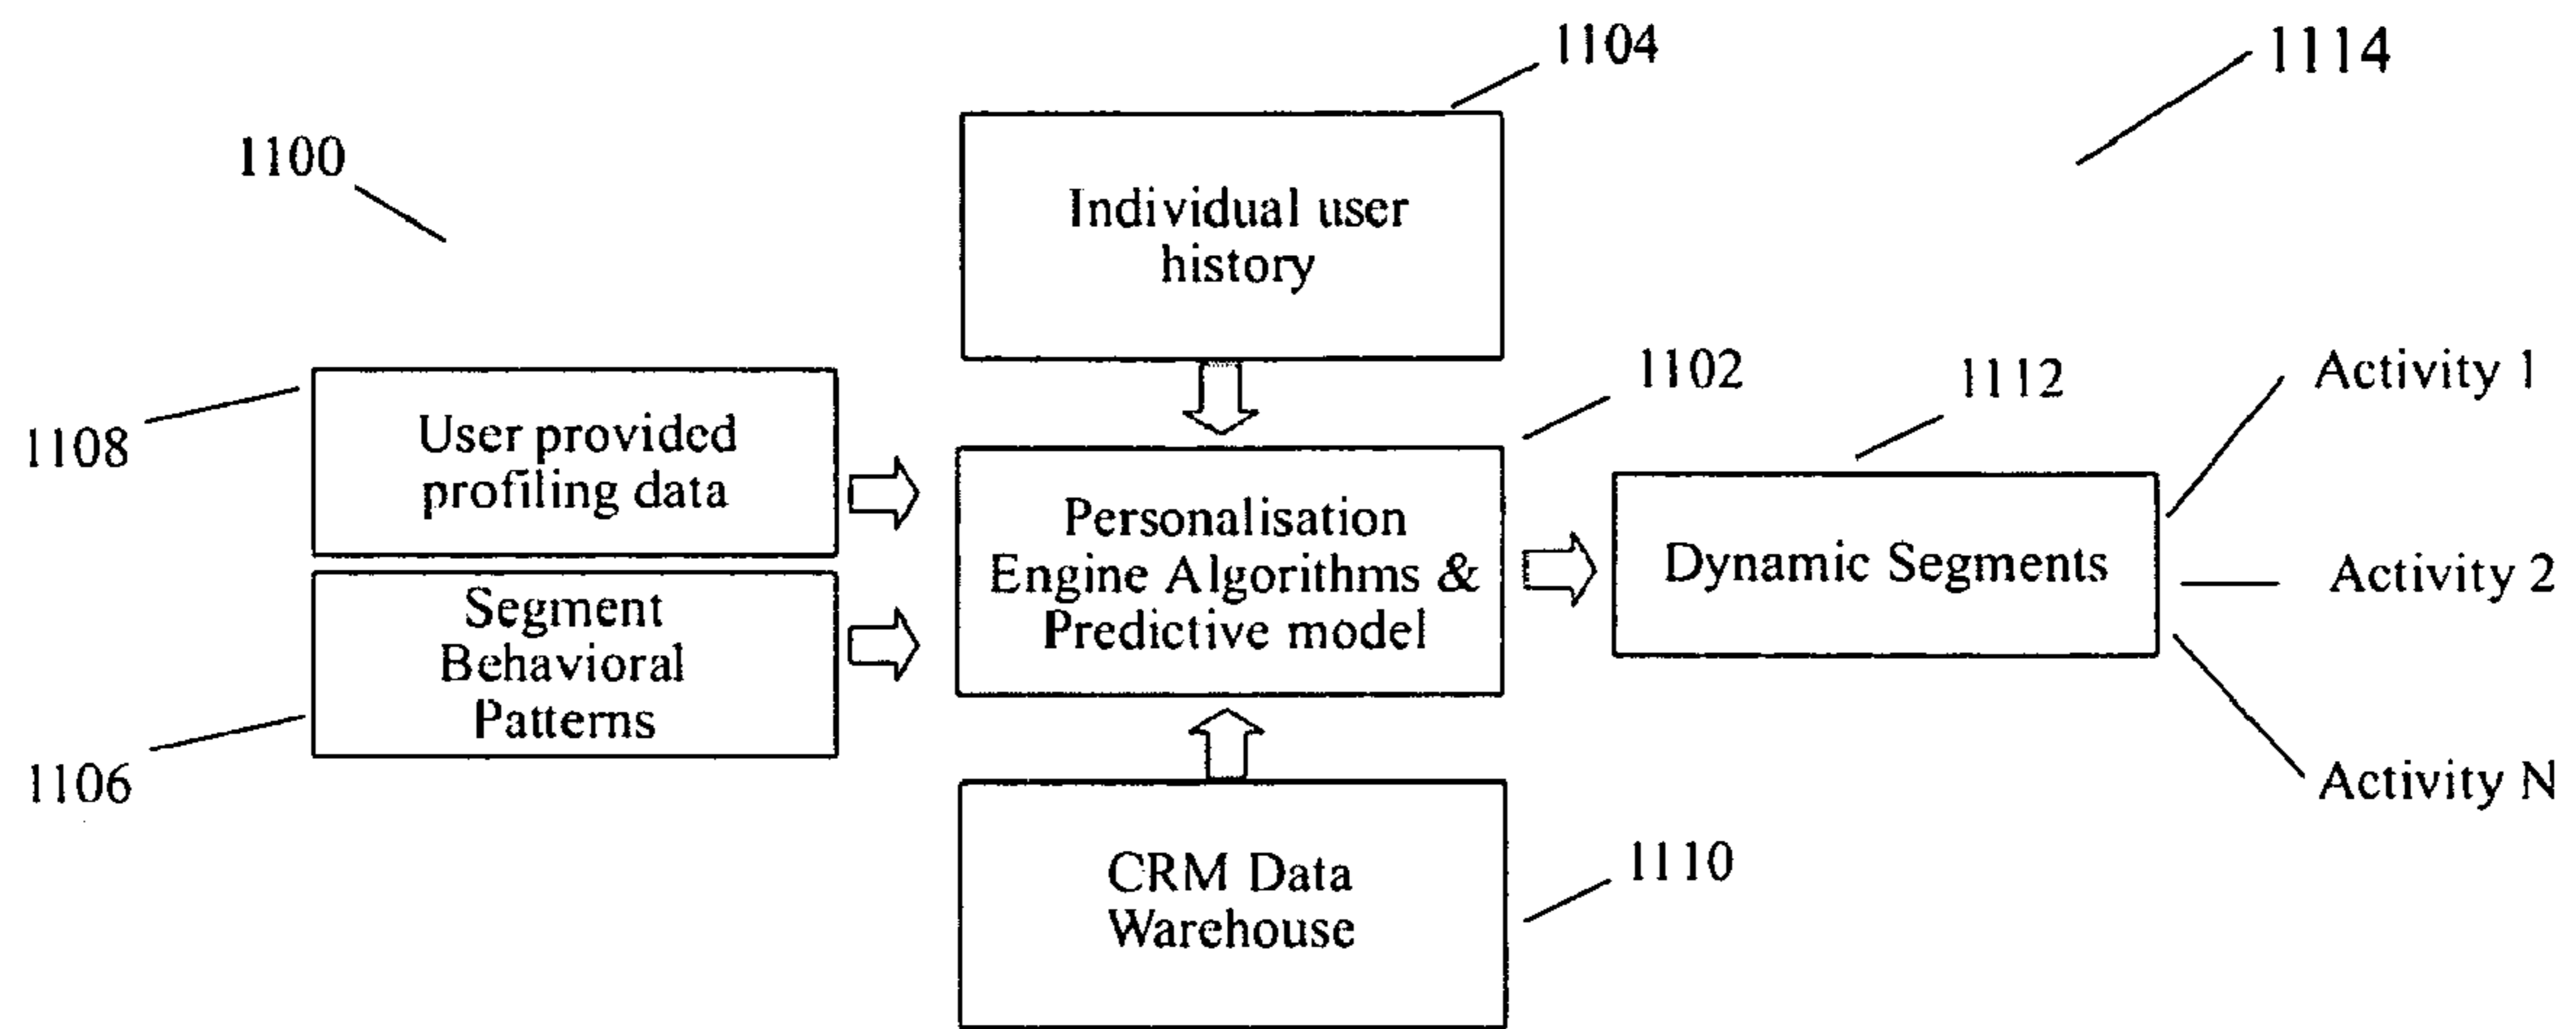 1104
1114
1100
Individual user
history
1102
1112
Activity 1
1108
User provided
profiling data
Personalisation
Engine Algorithms &
Predictive model
Dynamic Segments
Activity 2
Segment
Behavioral
Patterns
1106
Activity N
CRM Data
Warehouse
1110